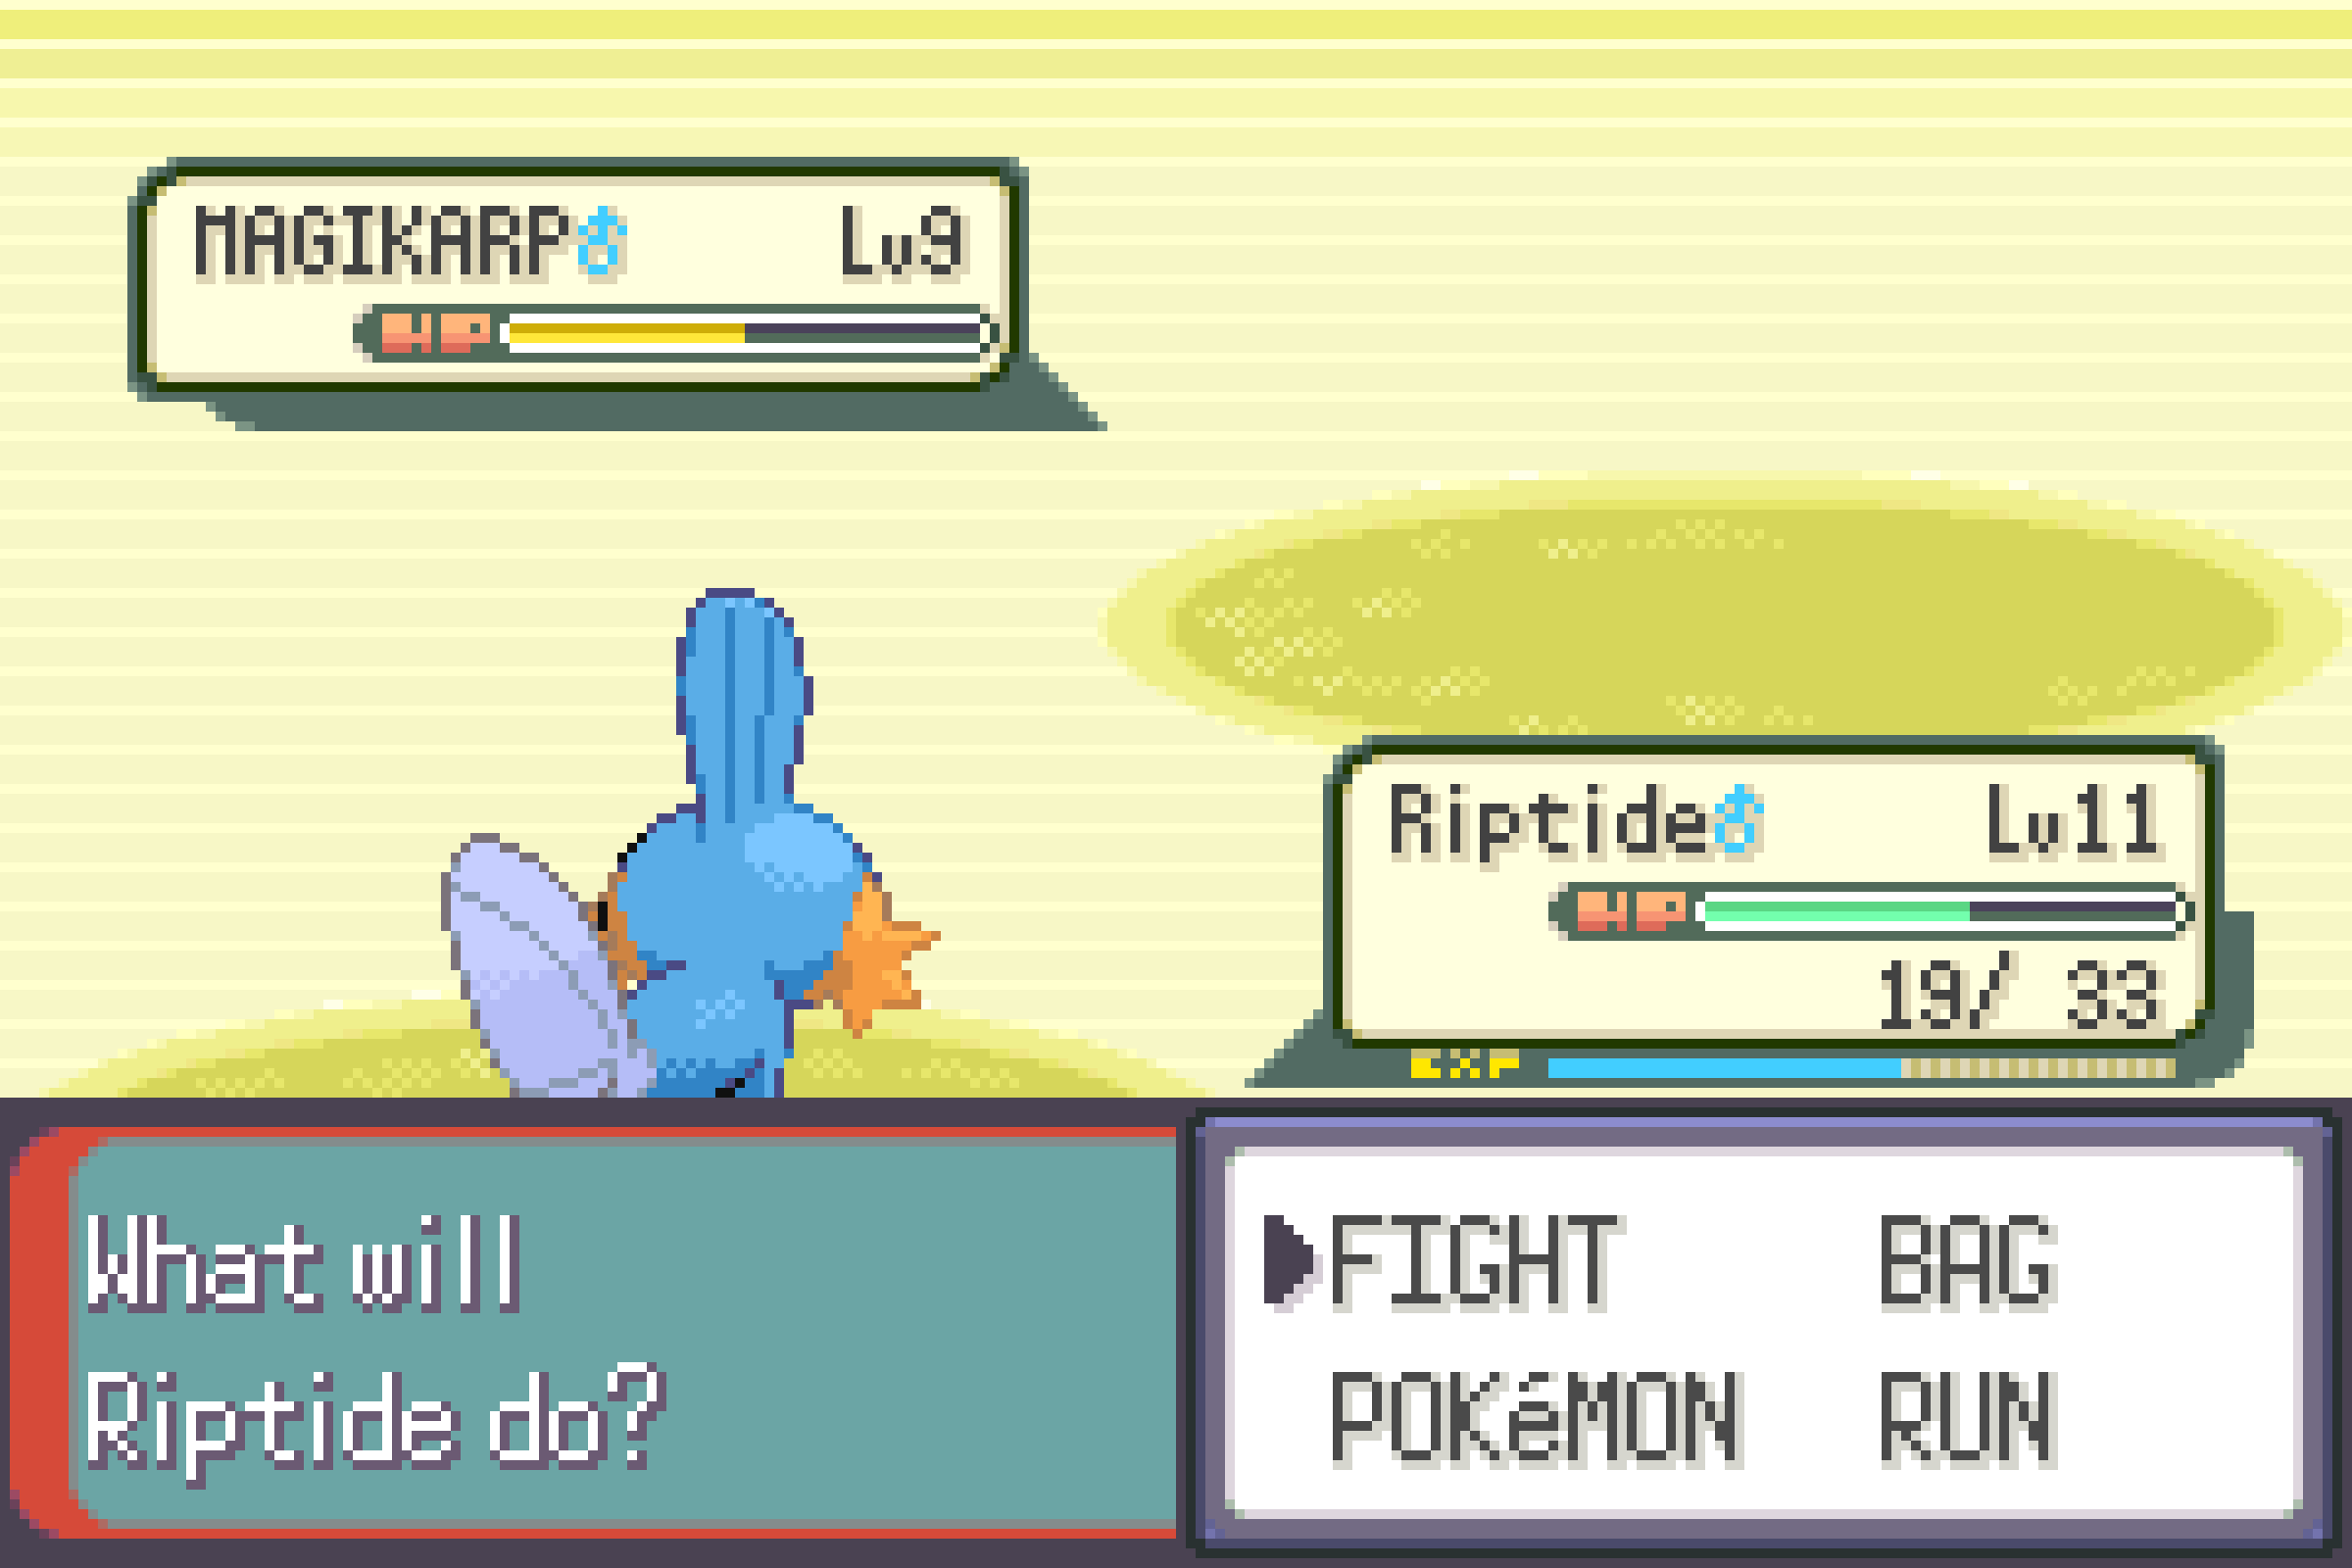 MAGIKARP♂ Lv9
HP
Riptide♂ Lv11
HP
19/ 33
EXP
What will
Riptide do?
FIGHT BAG
POKéMON RUN